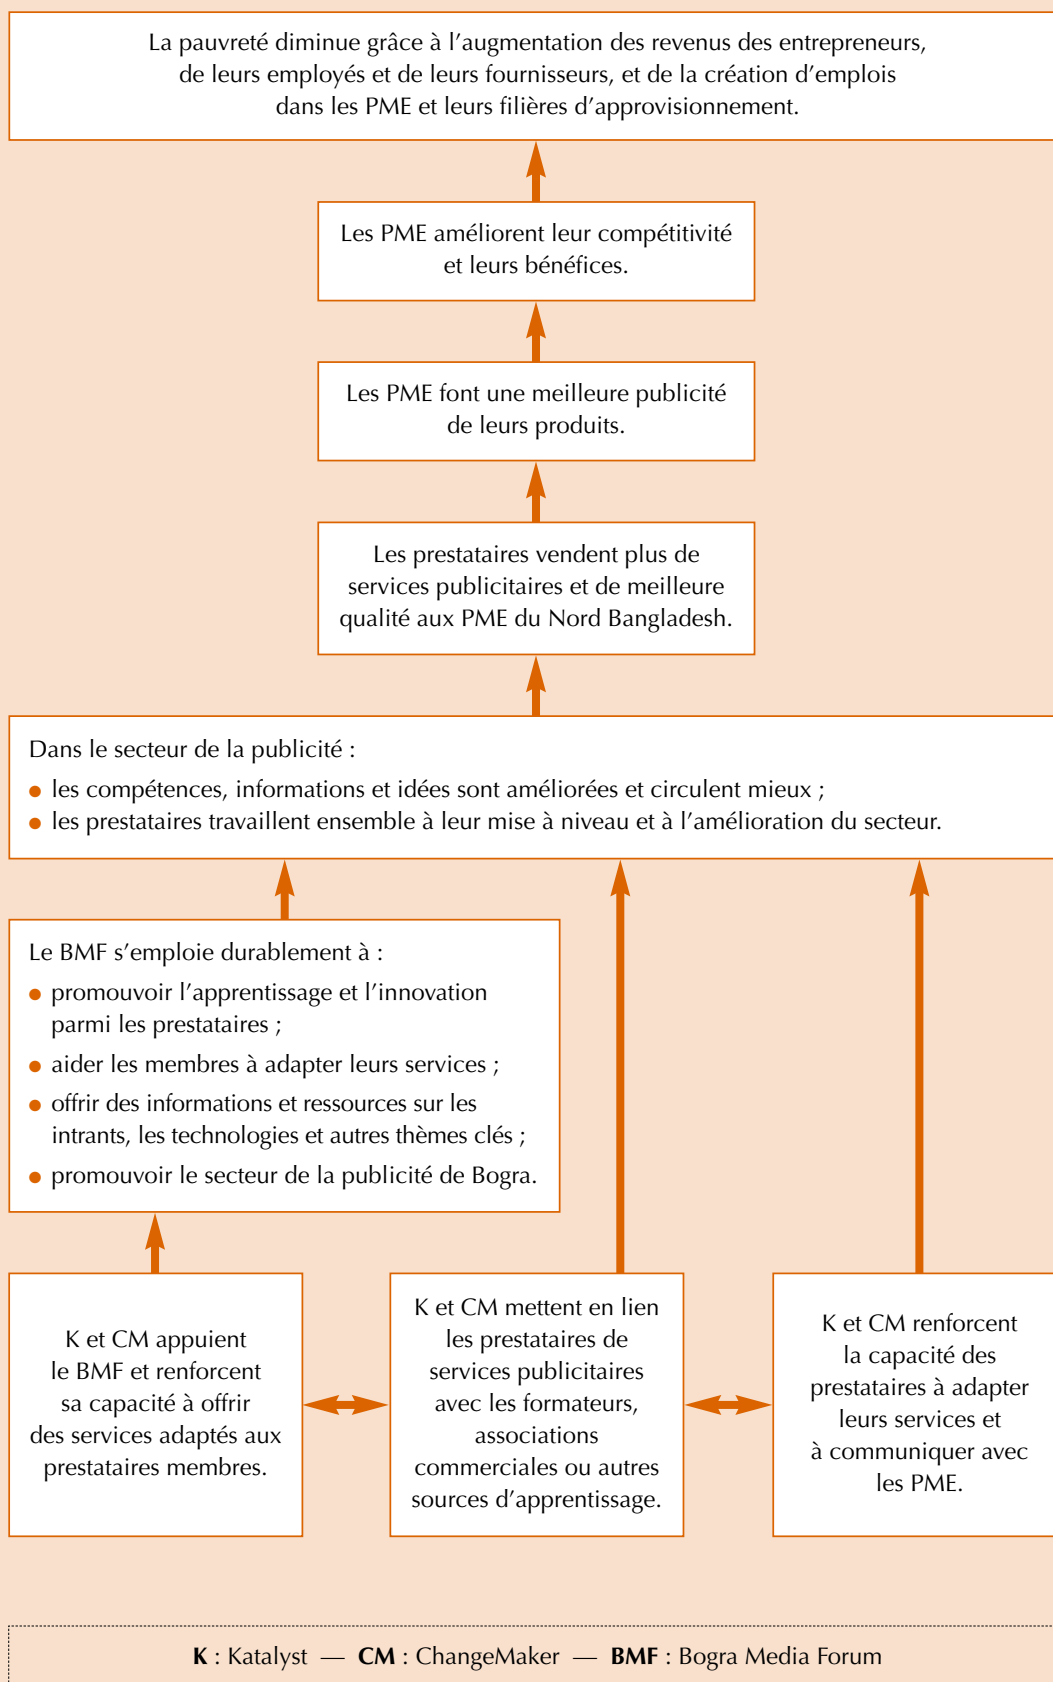 La pauvreté diminue grâce à l’augmentation des revenus des entrepreneurs,
de leurs employés et de leurs fournisseurs, et de la création d’emplois
dans les PME et leurs filières d’approvisionnement.
Les PME améliorent leur compétitivité
et leurs bénéfices.
Les PME font une meilleure publicité
de leurs produits.
Les prestataires vendent plus de
services publicitaires et de meilleure
qualité aux PME du Nord Bangladesh.
Dans le secteur de la publicité :
● les compétences, informations et idées sont améliorées et circulent mieux ;
● les prestataires travaillent ensemble à leur mise à niveau et à l’amélioration du secteur.
Le BMF s’emploie durablement à :
● promouvoir l’apprentissage et l’innovation
parmi les prestataires ;
● aider les membres à adapter leurs services ;
● offrir des informations et ressources sur les
intrants, les technologies et autres thèmes clés ;
● promouvoir le secteur de la publicité de Bogra.
K et CM appuient
le BMF et renforcent
sa capacité à offrir
des services adaptés aux
prestataires membres.
K et CM mettent en lien
les prestataires de
services publicitaires
avec les formateurs,
associations
commerciales ou autres
sources d’apprentissage.
K et CM renforcent
la capacité des
prestataires à adapter
leurs services et
à communiquer avec
les PME.
K : Katalyst — CM : ChangeMaker — BMF : Bogra Media Forum